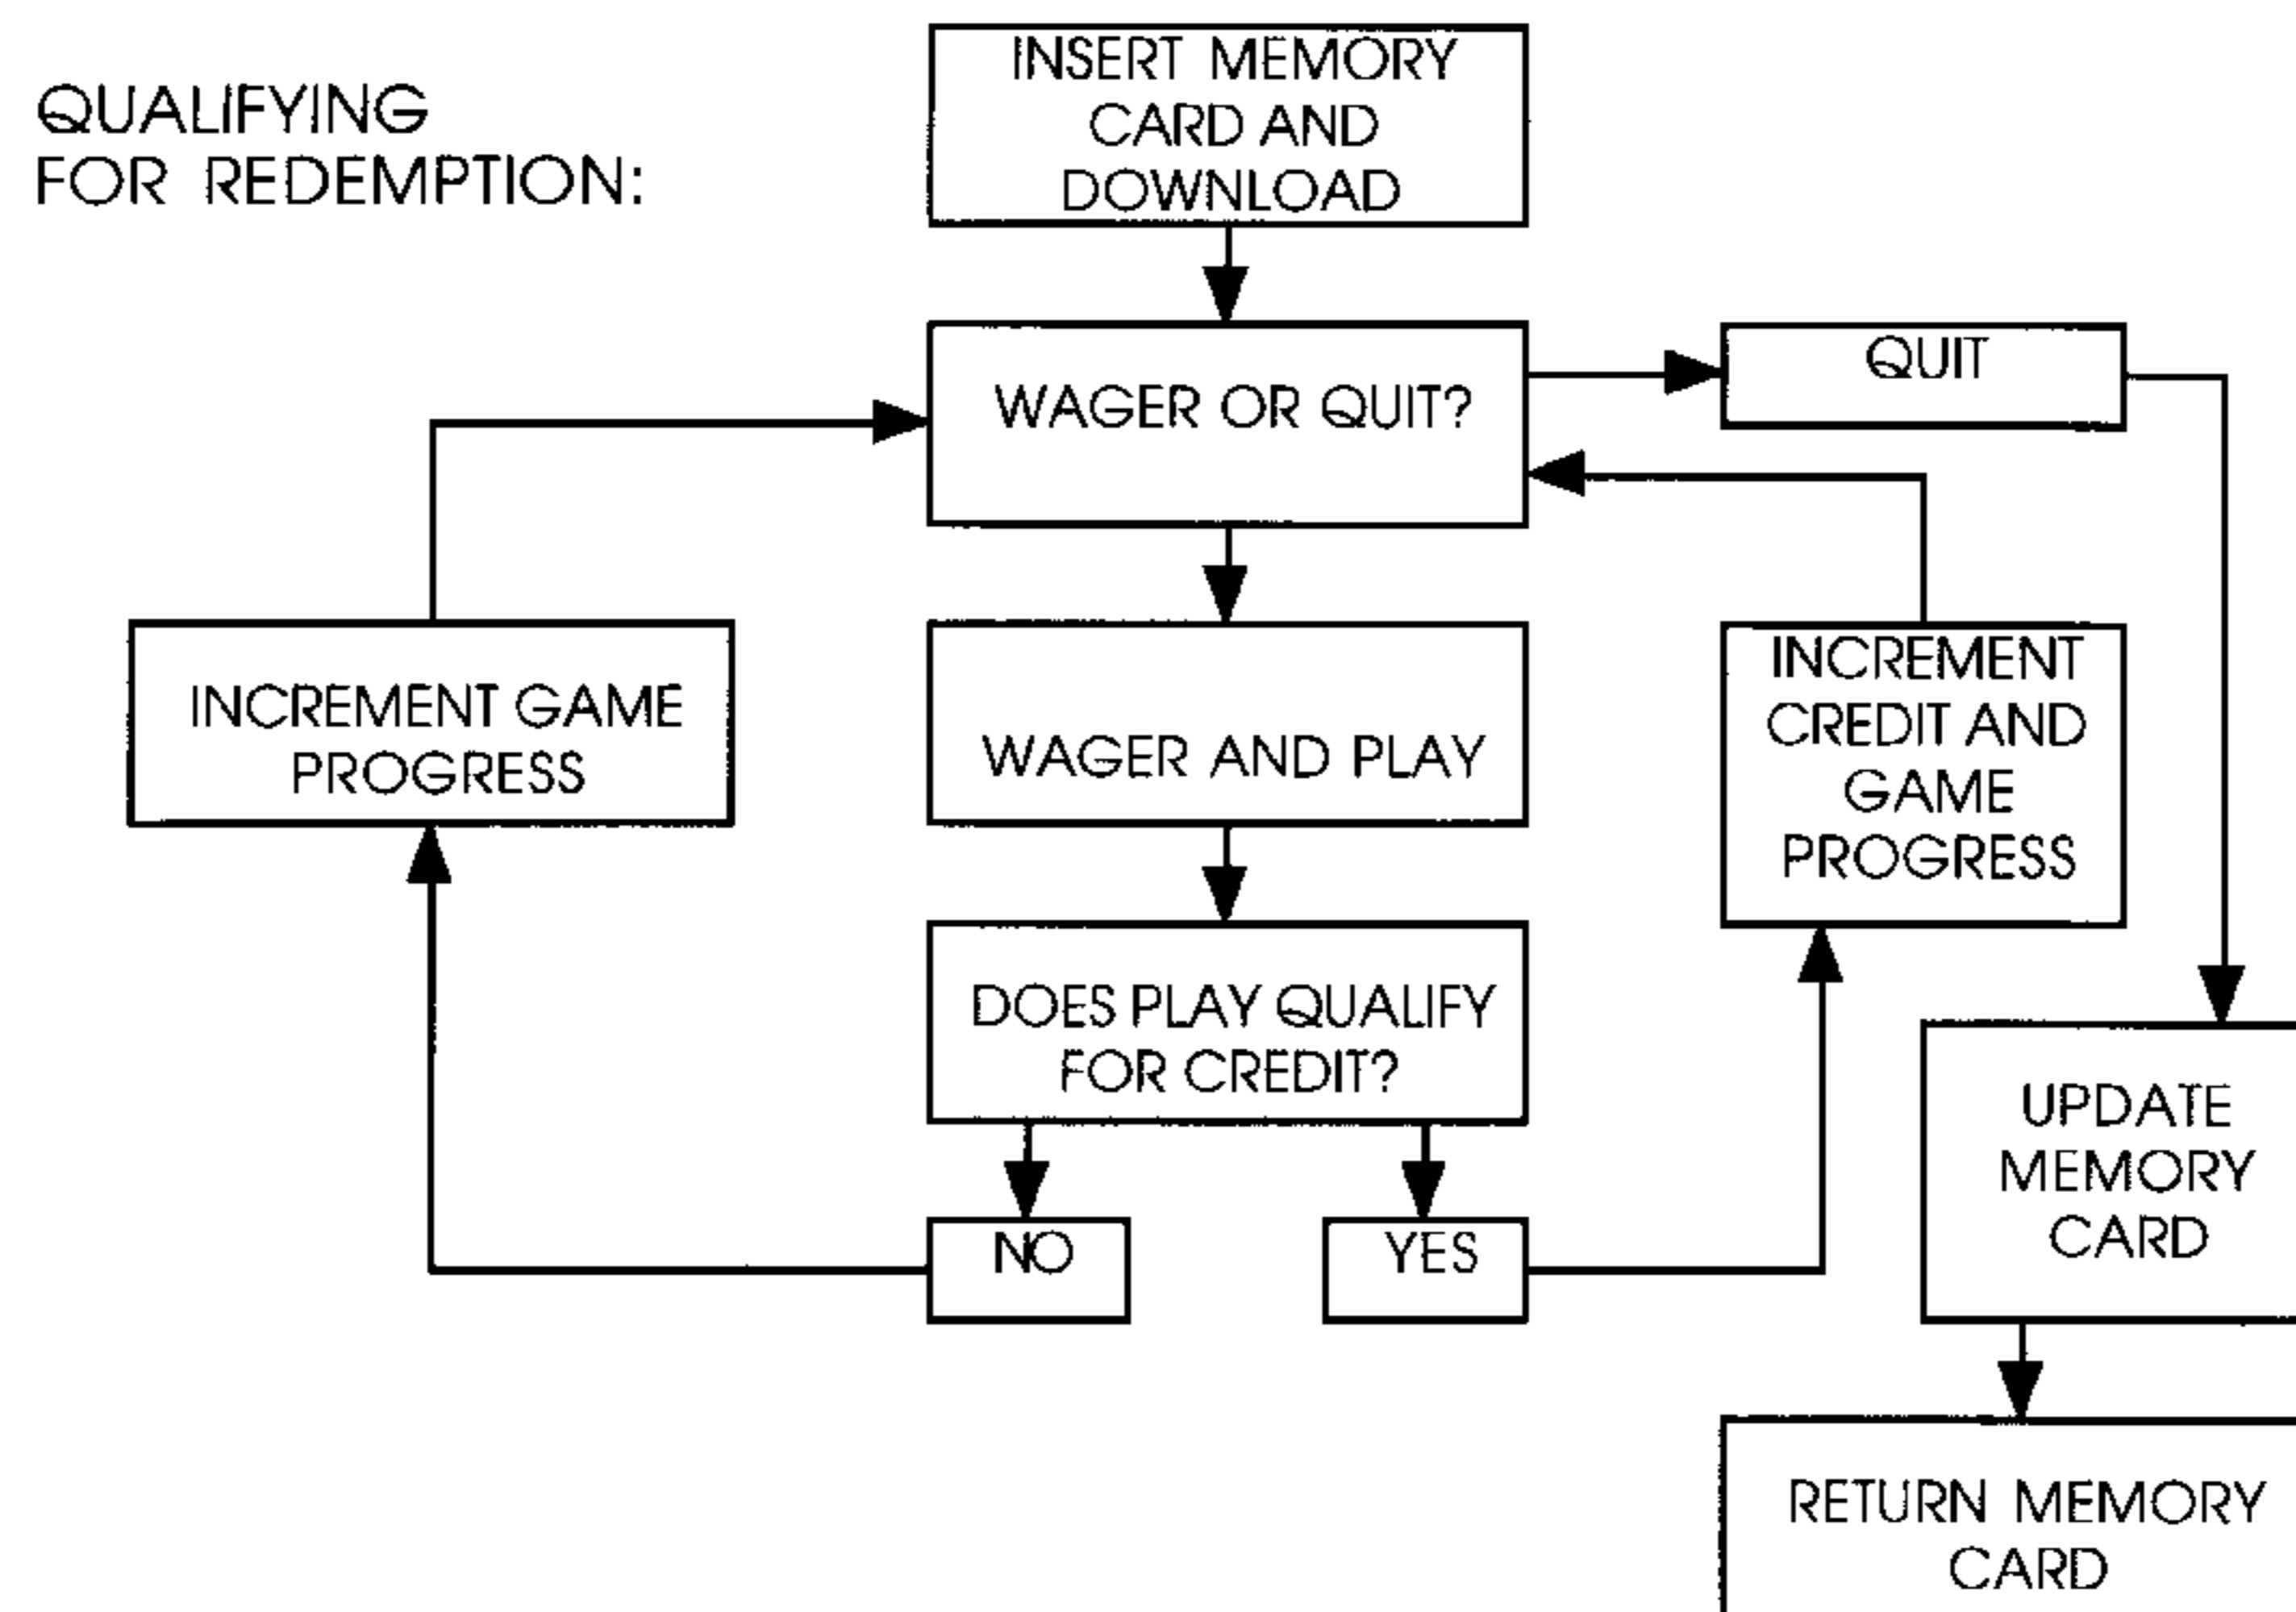 QUALIFYING
FOR REDEMPTION:
INSERT MEMORY
CARD AND
DOWNLOAD
WAGER OR QUIT?
QUIT
INCREMENT GAME
PROGRESS
WAGER AND PLAY
INCREMENT
CREDIT AND
GAME
PROGRESS
DOES PLAY QUALIFY
FOR CREDIT?
NO
YES
UPDATE
MEMORY
CARD
RETURN MEMORY
CARD